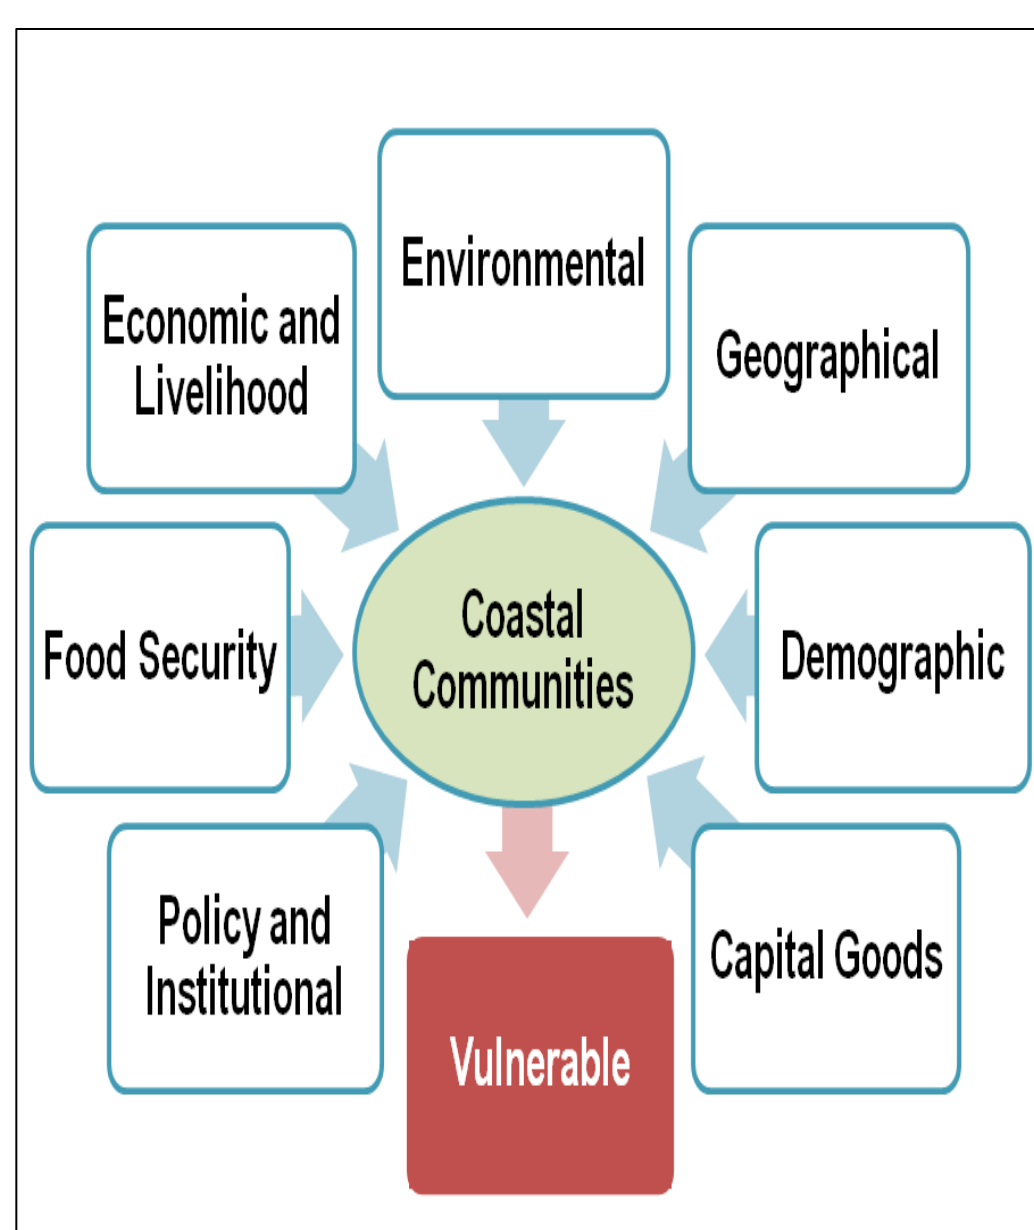 Environmental
Economic and
Livelihood
Geographical
Food Security
Coastal
Communities
Demographic
Policy and
Institutional
Capital Goods
Vulnerable